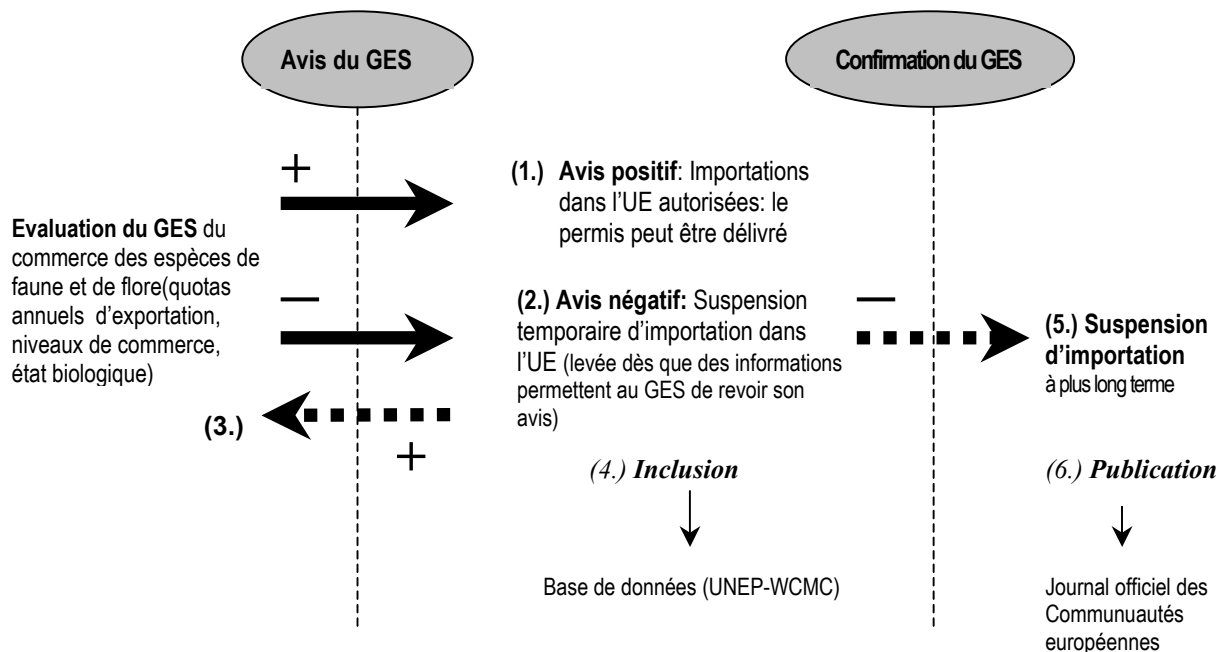 Avis du GES
Confirmation du GES
Evaluation du GES du
commerce des espèces de
faune et de flore(quotas
annuels d'exportation,
niveaux de commerce,
état biologique)
+
(1.) Avis positif: Importations
dans l'UE autorisées: le
permis peut être délivré
−
(2.) Avis négatif: Suspension
temporaire d'importation dans
l'UE (levée dès que des informations
permettent au GES de revoir son
avis)
−
(5.) Suspension
d'importation
à plus long terme
(3.)
+
(4.) Inclusion
Base de données (UNEP-WCMC)
(6.) Publication
Journal officiel des
Communuautés
européennes